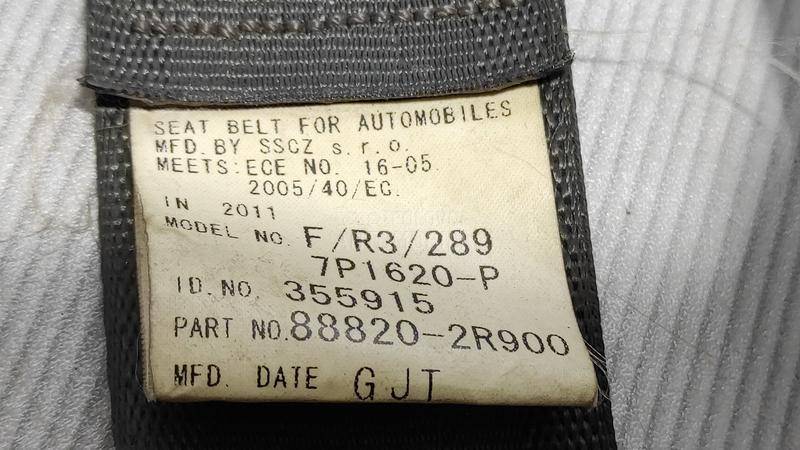 SEAT BELT FOR AUTOMOBILES
MFD. BY SSCZ s.r.o.
MEETS:ECE NO. 16-05
2005/40/EC.
IN 2011
MODEL NO. F/R3/289
7P1620-P
ID.NO. 355915
PART NO. 88820-2R900
MFD. DATE GJT